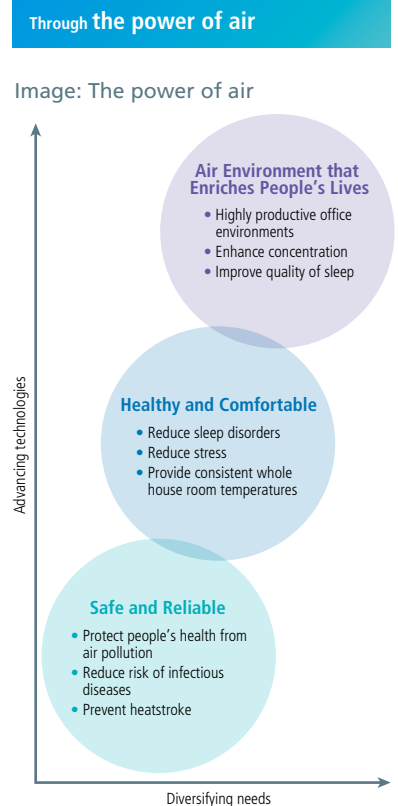 Through the power of air
Image: The power of air
Air Environment that
Enriches People's Lives
• Highly productive office
environments
• Enhance concentration
• Improve quality of sleep
Healthy and Comfortable
• Reduce sleep disorders
• Reduce stress
• Provide consistent whole
house room temperatures
Advancing technologies
Safe and Reliable
• Protect people's health from
air pollution
• Reduce risk of infectious
diseases
• Prevent heatstroke
Diversifying needs